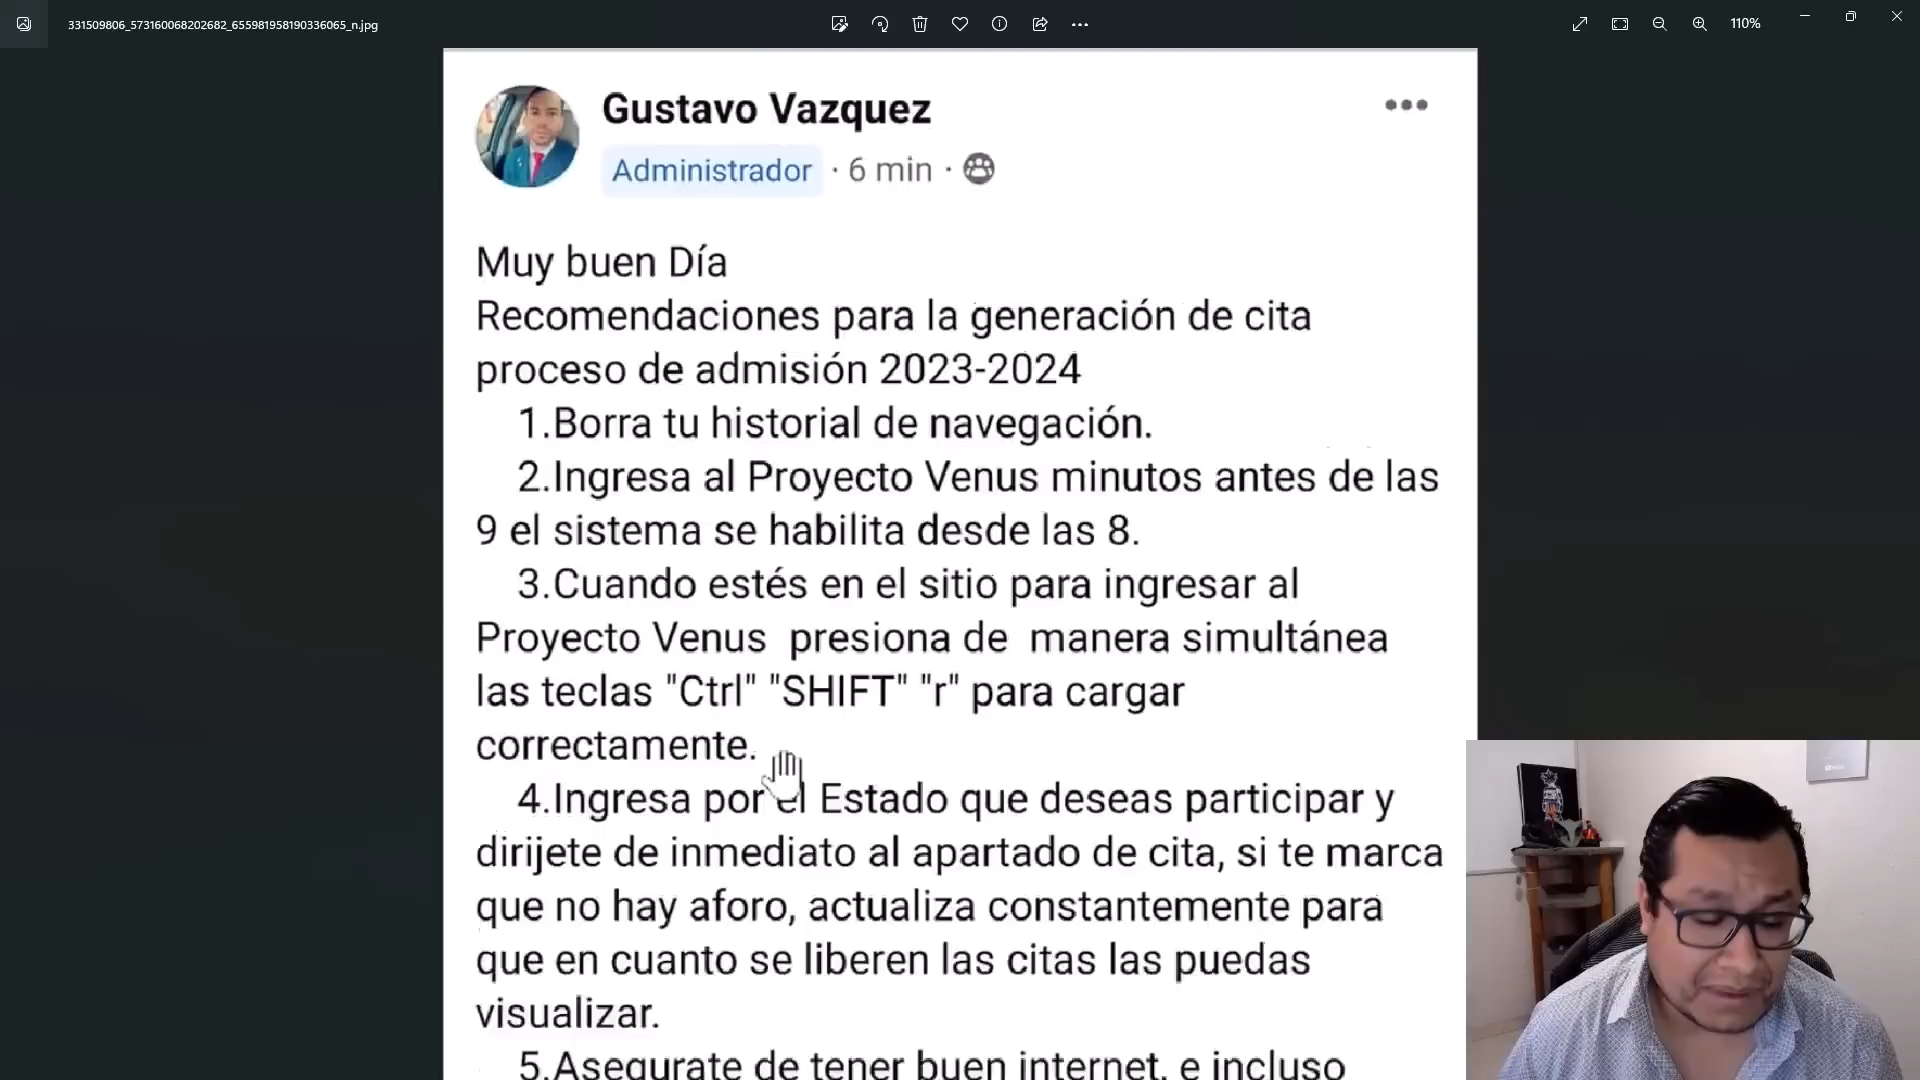 331509806_573160068202682_655981958190336065_n.jpg
110%
Gustavo Vazquez
Administrador · 6 min ·
Muy buen Día
Recomendaciones para la generación de cita
proceso de admisión 2023-2024
1.Borra tu historial de navegación.
2.Ingresa al Proyecto Venus minutos antes de las
9 el sistema se habilita desde las 8.
3.Cuando estés en el sitio para ingresar al
Proyecto Venus presiona de manera simultánea
las teclas "Ctrl" "SHIFT" "r" para cargar
correctamente.
4.Ingresa por el Estado que deseas participar y
dirijete de inmediato al apartado de cita, si te marca
que no hay aforo, actualiza constantemente para
que en cuanto se liberen las citas las puedas
visualizar.
5.Asegurate de tener buen internet, e incluso